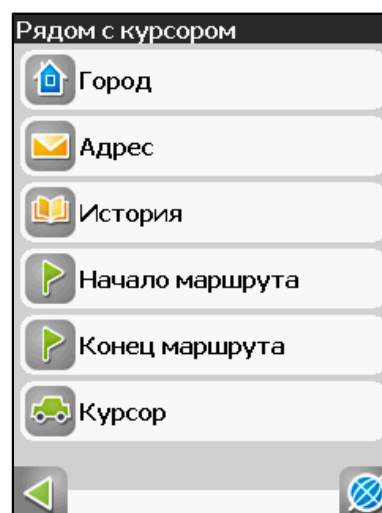 Рядом с курсором
Город
Адрес
История
Начало маршрута
Конец маршрута
Курсор